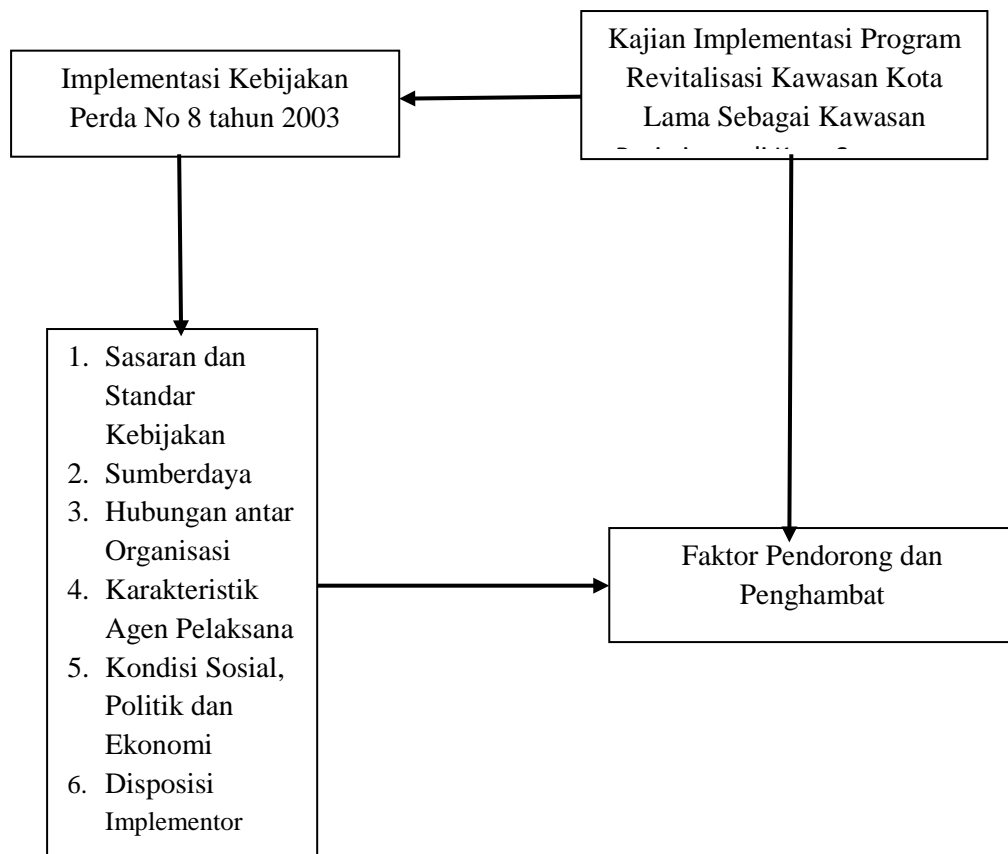 Implementasi Kebijakan
Perda No 8 tahun 2003
Kajian Implementasi Program
Revitalisasi Kawasan Kota
Lama Sebagai Kawasan
1. Sasaran dan
Standar
Kebijakan
2. Sumberdaya
3. Hubungan antar
Organisasi
4. Karakteristik
Agen Pelaksana
5. Kondisi Sosial,
Politik dan
Ekonomi
6. Disposisi
Implementor
Faktor Pendorong dan
Penghambat